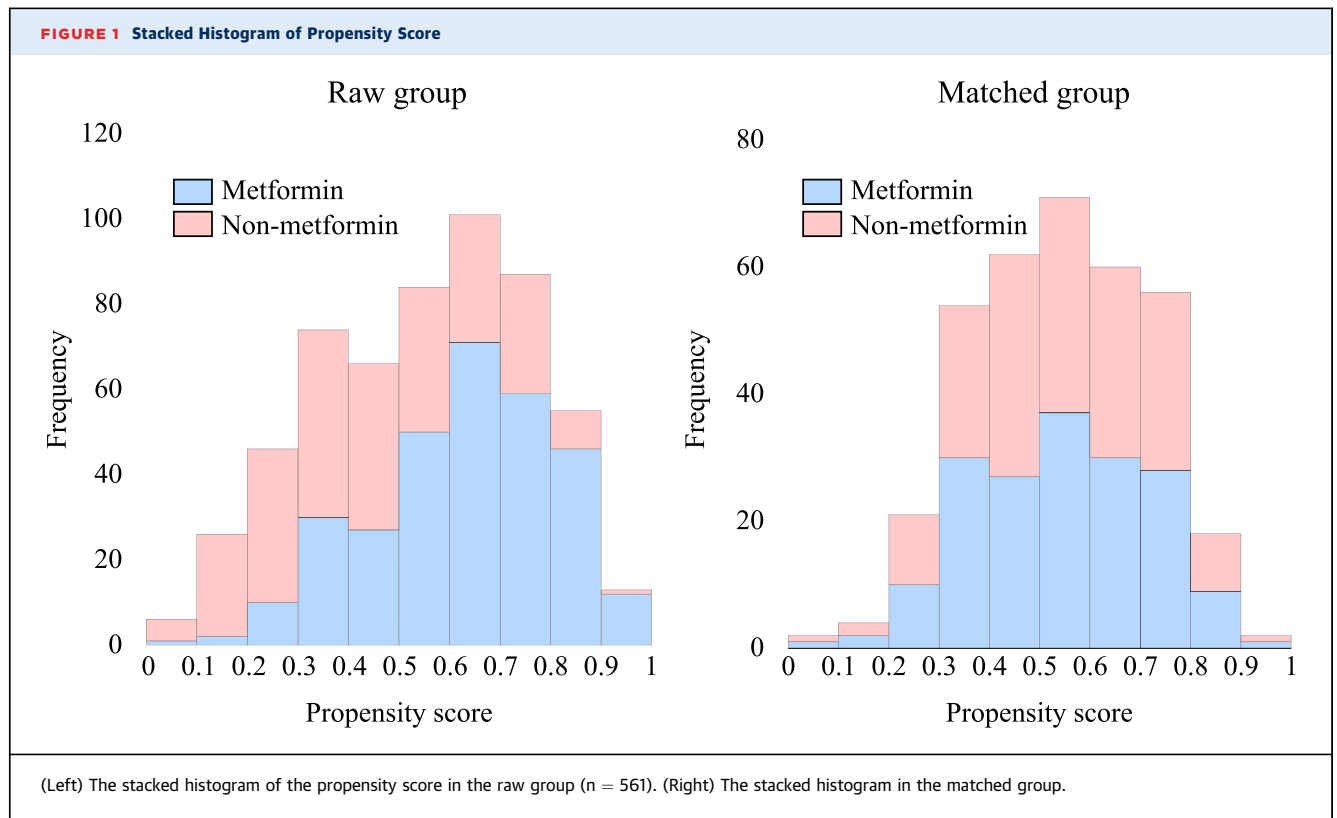 FIGURE 1 Stacked Histogram of Propensity Score
Raw group
120
100
80
60
40
20
0
Frequency
Metformin
Non-metformin
0 0.1 0.2 0.3 0.4 0.5 0.6 0.7 0.8 0.9 1
Propensity score
Matched group
80
60
40
20
0
Frequency
Metformin
Non-metformin
0 0.1 0.2 0.3 0.4 0.5 0.6 0.7 0.8 0.9 1
Propensity score
(Left) The stacked histogram of the propensity score in the raw group (n = 561). (Right) The stacked histogram in the matched group.